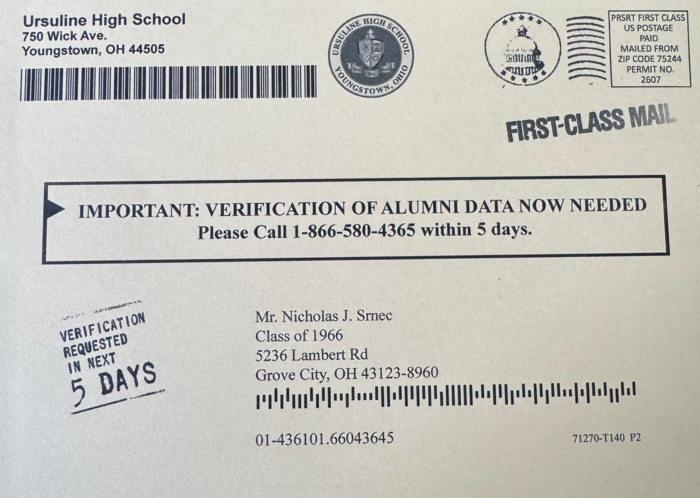 Ursuline High School
750 Wick Ave.
Youngstown, OH 44505
URSULINE HIGH SCHOOL
YOUNGSTOWN, OHIO
PRSRT FIRST CLASS
US POSTAGE
PAID
MAILED FROM
ZIP CODE 75244
PERMIT NO.
2607
FIRST-CLASS MAIL
IMPORTANT: VERIFICATION OF ALUMNI DATA NOW NEEDED
Please Call 1-866-580-4365 within 5 days.
VERIFICATION
REQUESTED
IN NEXT
5 DAYS
Mr. Nicholas J. Srnec
Class of 1966
5236 Lambert Rd
Grove City, OH 43123-8960
01-436101.66043645
71270-T140 P2